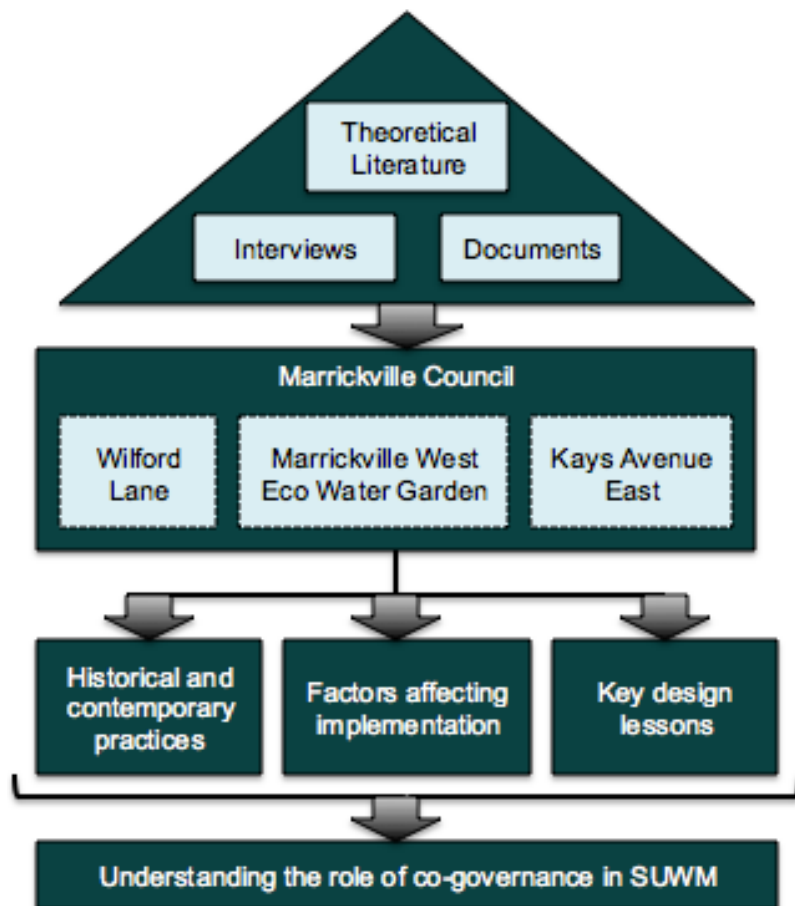 Theoretical
Literature
Interviews
Documents
Marrickville Council
Wilford
Lane
Marrickville West
Eco Water Garden
Kays Avenue
East
Historical and
contemporary
practices
Factors affecting
implementation
Key design
lessons
Understanding the role of co-governance in SUWM